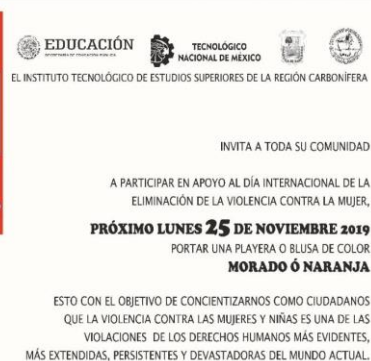 EDUCACIÓN
SECRETARÍA DE EDUCACIÓN PÚBLICA
TECNOLÓGICO
NACIONAL DE MÉXICO
EL INSTITUTO TECNOLÓGICO DE ESTUDIOS SUPERIORES DE LA REGIÓN CARBONÍFERA
INVITA A TODA SU COMUNIDAD
A PARTICIPAR EN APOYO AL DÍA INTERNACIONAL DE LA
ELIMINACIÓN DE LA VIOLENCIA CONTRA LA MUJER,
PRÓXIMO LUNES 25 DE NOVIEMBRE 2019
PORTAR UNA PLAYERA O BLUSA DE COLOR
MORADO Ó NARANJA
ESTO CON EL OBJETIVO DE CONCIENTIZARNOS COMO CIUDADANOS
QUE LA VIOLENCIA CONTRA LAS MUJERES Y NIÑAS ES UNA DE LAS
VIOLACIONES DE LOS DERECHOS HUMANOS MÁS EVIDENTES,
MÁS EXTENDIDAS, PERSISTENTES Y DEVASTADORAS DEL MUNDO ACTUAL.